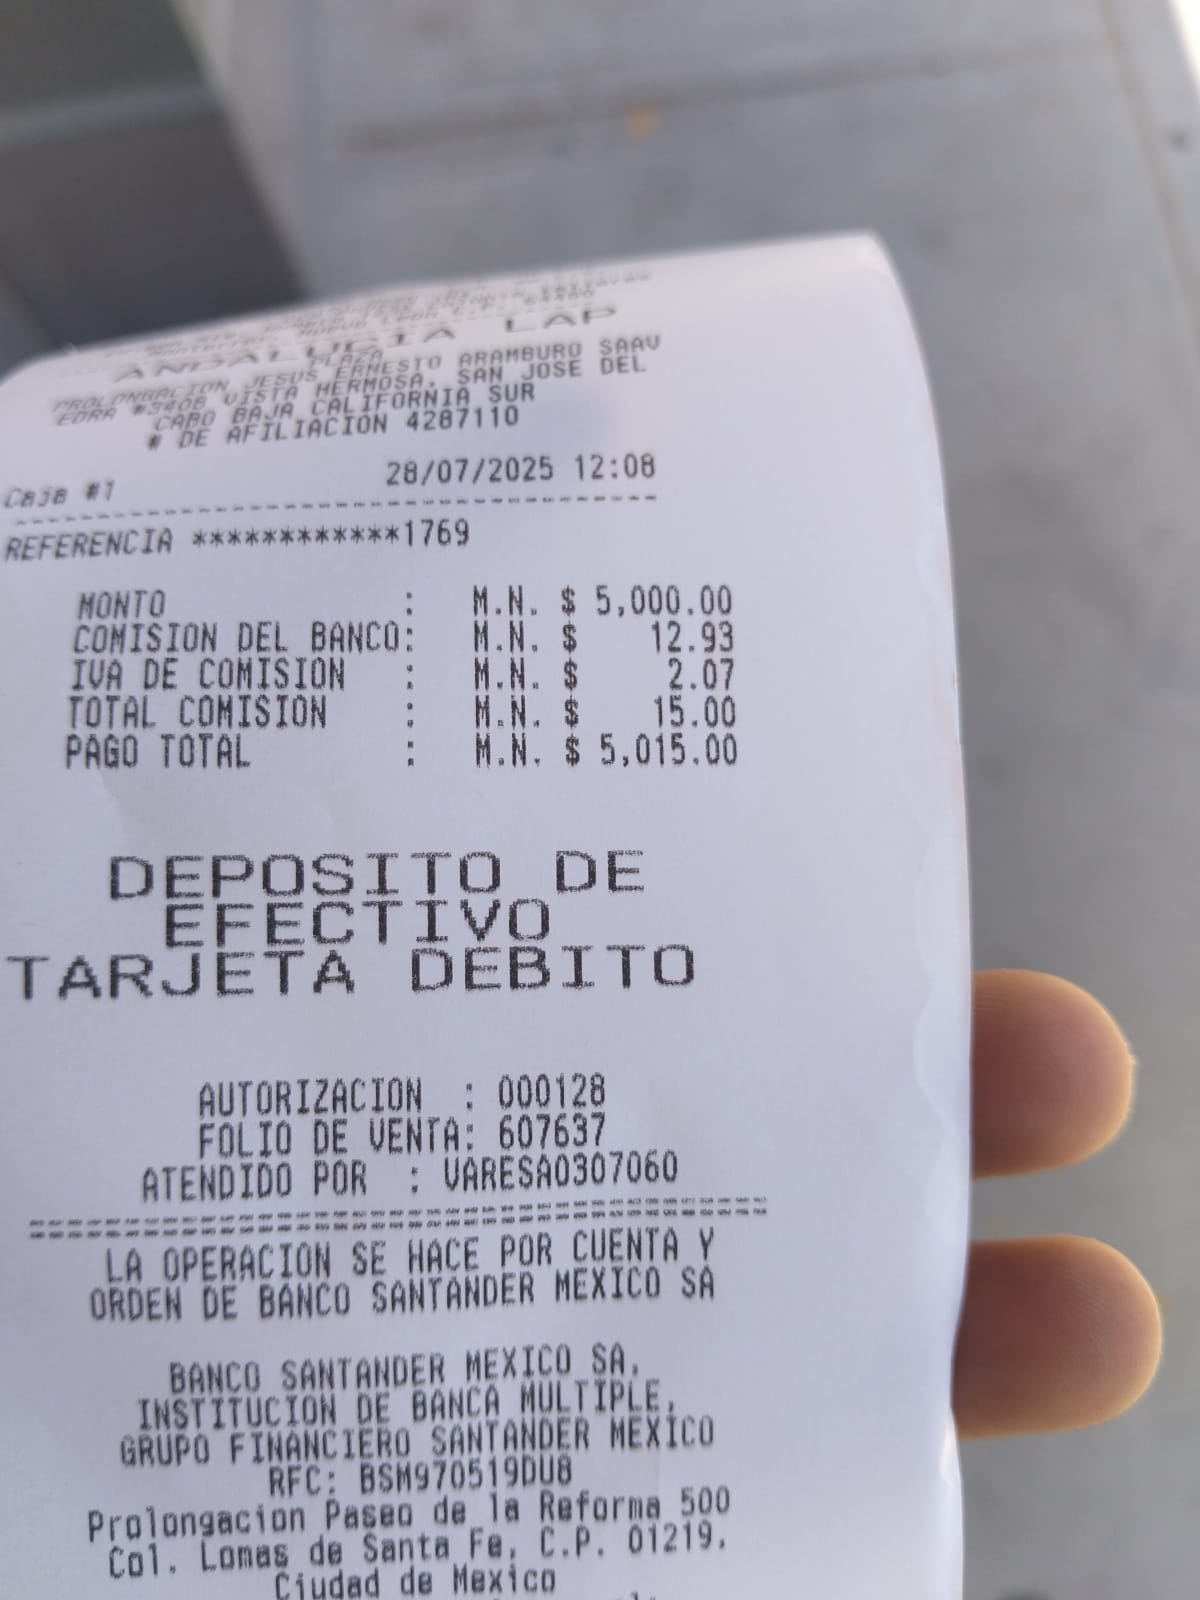 ANDALUCIA LAP
PLAZA
PROLONGACION JESUS ERNESTO ARAMBURO SAAV
EDRA #3406 VISTA HERMOSA, SAN JOSE DEL
CABO BAJA CALIFORNIA SUR
# DE AFILIACION 4287110
Caja #1 28/07/2025 12:08
REFERENCIA ************1769
MONTO : M.N. $ 5,000.00
COMISION DEL BANCO: M.N. $ 12.93
IVA DE COMISION : M.N. $ 2.07
TOTAL COMISION : M.N. $ 15.00
PAGO TOTAL : M.N. $ 5,015.00
DEPOSITO DE
EFECTIVO
TARJETA DEBITO
AUTORIZACION : 000128
FOLIO DE VENTA: 607637
ATENDIDO POR : VARESA0307060
LA OPERACION SE HACE POR CUENTA Y
ORDEN DE BANCO SANTANDER MEXICO SA
BANCO SANTANDER MEXICO SA,
INSTITUCION DE BANCA MULTIPLE,
GRUPO FINANCIERO SANTANDER MEXICO
RFC: BSM970519DU8
Prolongacion Paseo de la Reforma 500
Col. Lomas de Santa Fe, C.P. 01219,
Ciudad de Mexico